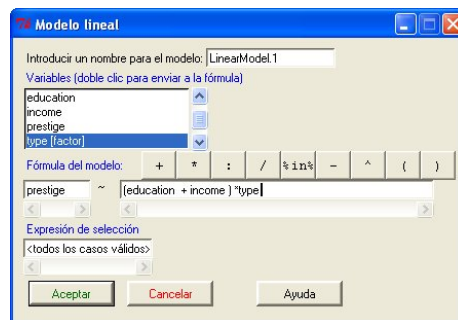 Modelo lineal
Introducir un nombre para el modelo: LinearModel.1
Variables (doble clic para enviar a la fórmula)
education
income
prestige
type [factor]
Fórmula del modelo: + * : / %in% - ^ ( )
prestige ~ (education + income ) *type
Expresión de selección
<todos los casos válidos>
Aceptar Cancelar Ayuda